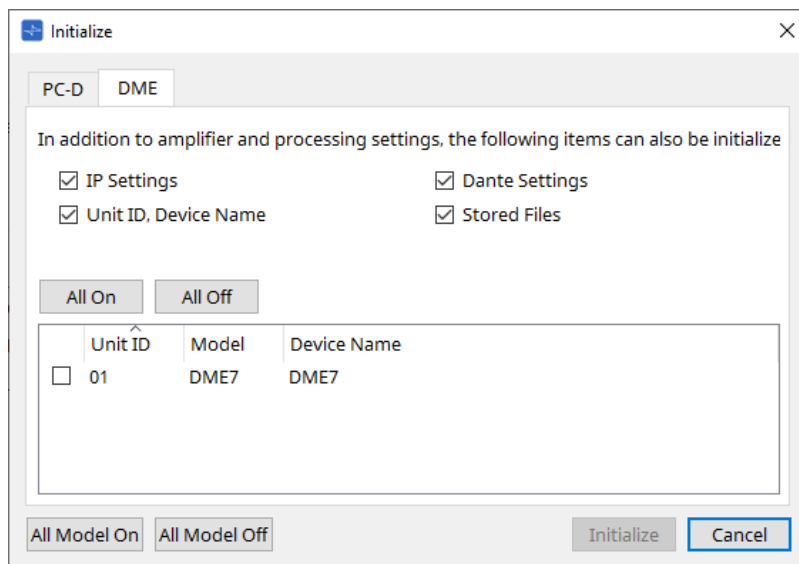 Initialize
PC-D DME
In addition to amplifier and processing settings, the following items can also be initialize
IP Settings Dante Settings
Unit ID, Device Name Stored Files
All On All Off
Unit ID Model Device Name
01 DME7 DME7
All Model On All Model Off Initialize Cancel